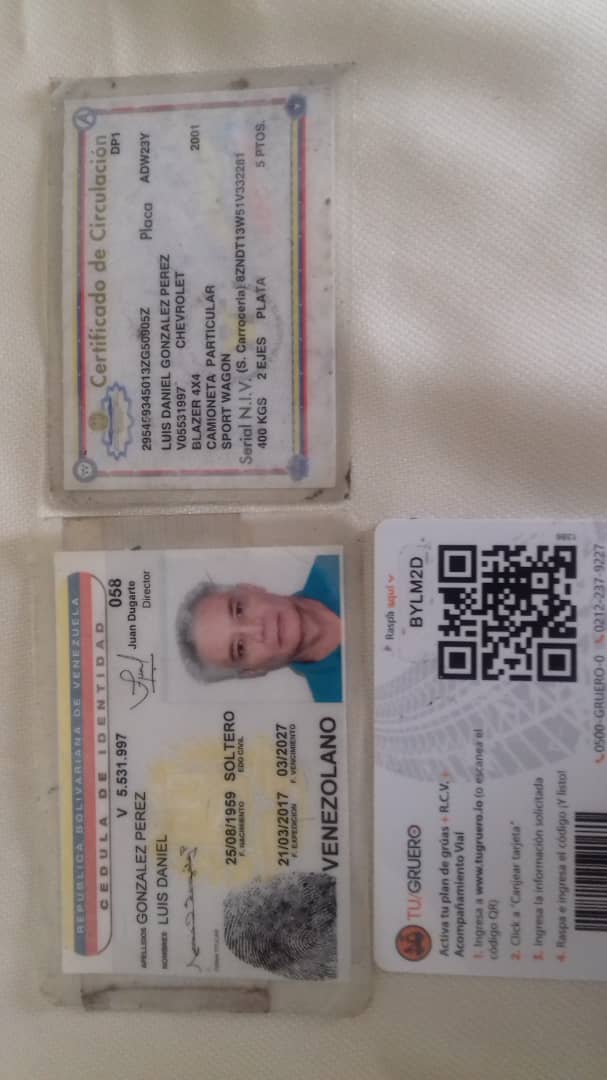 Certificado de Circulación
DP1
Placa ADW23Y
LUIS DANIEL GONZALEZ PEREZ
V05531997 CHEVROLET 2001
BLAZER 4X4
CAMIONETA PARTICULAR
SPORT WAGON
Serial N.I.V. (S. Carrocería) 8ZNDT13W51V332281
400 KGS 2 EJES PLATA 5 PTOS.
REPUBLICA BOLIVARIANA DE VENEZUELA
CEDULA DE IDENTIDAD
V 5.531.997
058
Juan Dugarte
Director
APELLIDOS GONZALEZ PEREZ
NOMBRES LUIS DANIEL
FIRMA TITULAR
25/08/1959 SOLTERO
F. NACIMIENTO EDO CIVIL
21/03/2017 03/2027
F. EXPEDICION F. VENCIMIENTO
VENEZOLANO
TU/GRUERO
Activa tu plan de grúas + R.C.V. +
Acompañamiento Vial
1. Ingresa a www.tugruero.io (o escanea el
código QR)
2. Click a "Canjear tarjeta"
3. Ingresa la información solicitada
4. Raspa e ingresa el código ¡Y listo!
Raspa aquí
BYLM2D
0500-GRUERO-0 0212-237-9227